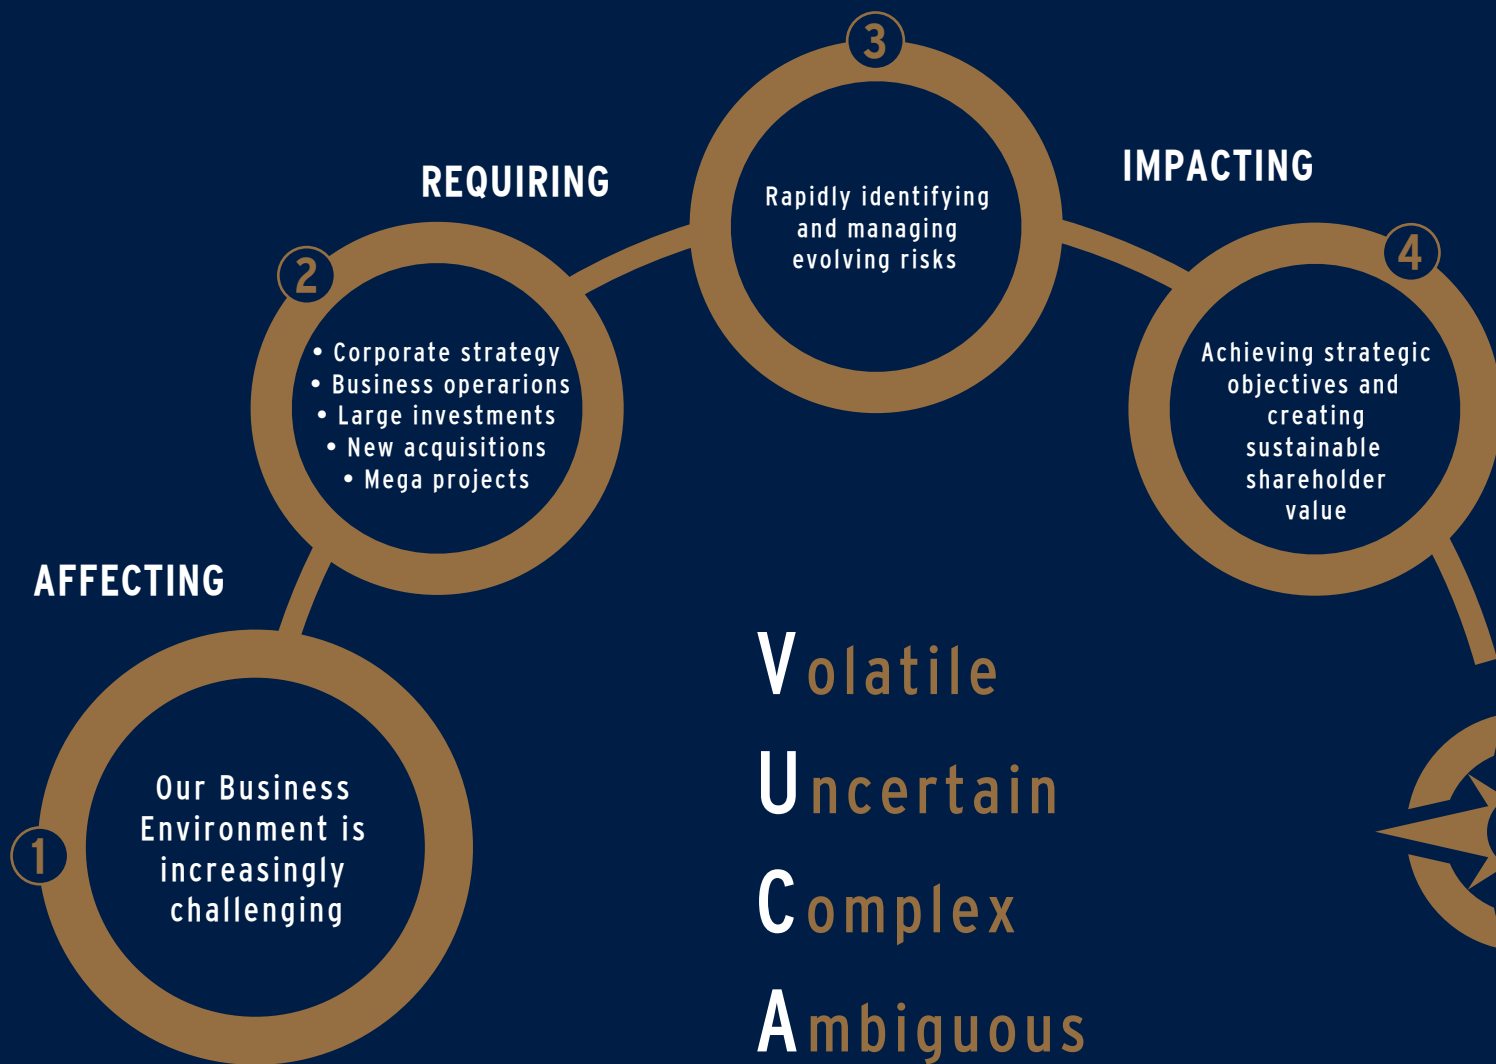 1
Our Business
Environment is
increasingly
challenging
AFFECTING
2
• Corporate strategy
• Business operarions
• Large investments
• New acquisitions
• Mega projects
REQUIRING
3
Rapidly identifying
and managing
evolving risks
IMPACTING
4
Achieving strategic
objectives and
creating
sustainable
shareholder
value
Volatile
Uncertain
Complex
Ambiguous